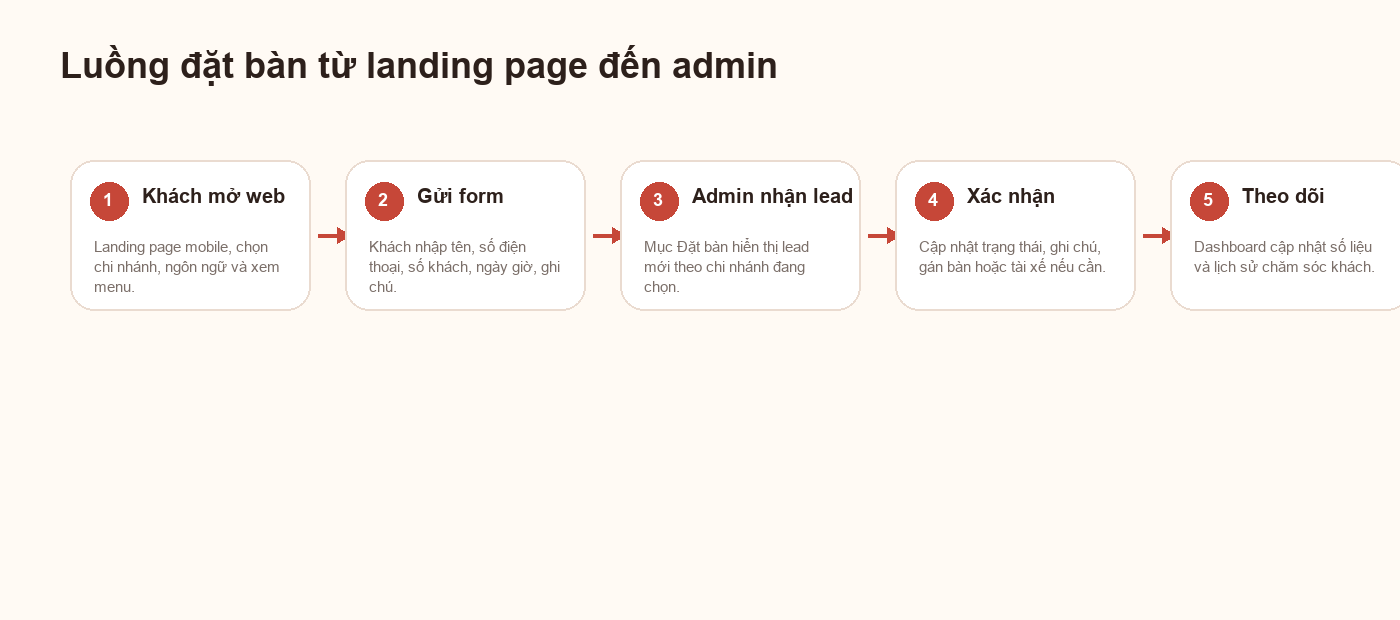 Luồng đặt bàn từ landing page đến admin
1
Khách mở web
Landing page mobile, chọn
chi nhánh, ngôn ngữ và xem
menu.
2
Gửi form
Khách nhập tên, số điện
thoại, số khách, ngày giờ, ghi
chú.
3
Admin nhận lead
Mục Đặt bàn hiển thị lead
mới theo chi nhánh đang
chọn.
4
Xác nhận
Cập nhật trạng thái, ghi chú,
gán bàn hoặc tài xế nếu cần.
5
Theo dõi
Dashboard cập nhật số liệu
và lịch sử chăm sóc khách.